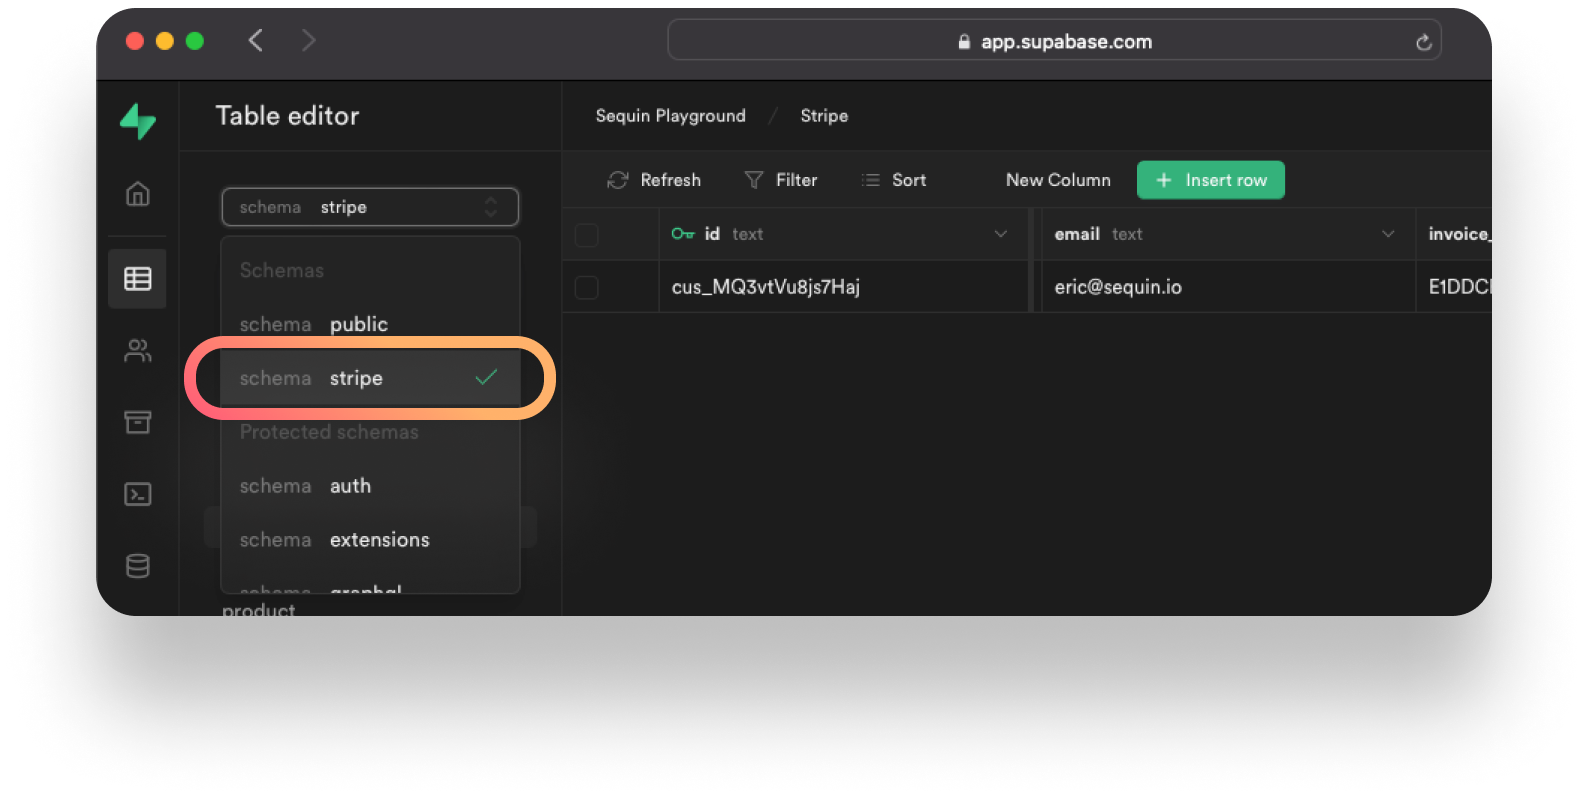 app.supabase.com
Table editor
Sequin Playground / Stripe
Refresh Filter Sort New Column + Insert row
schema stripe
id text email text invoice_
cus_MQ3vtVu8js7Haj eric@sequin.io E1DDC
Schemas
schema public
schema stripe
Protected schemas
schema auth
schema extensions
schema graphql
product